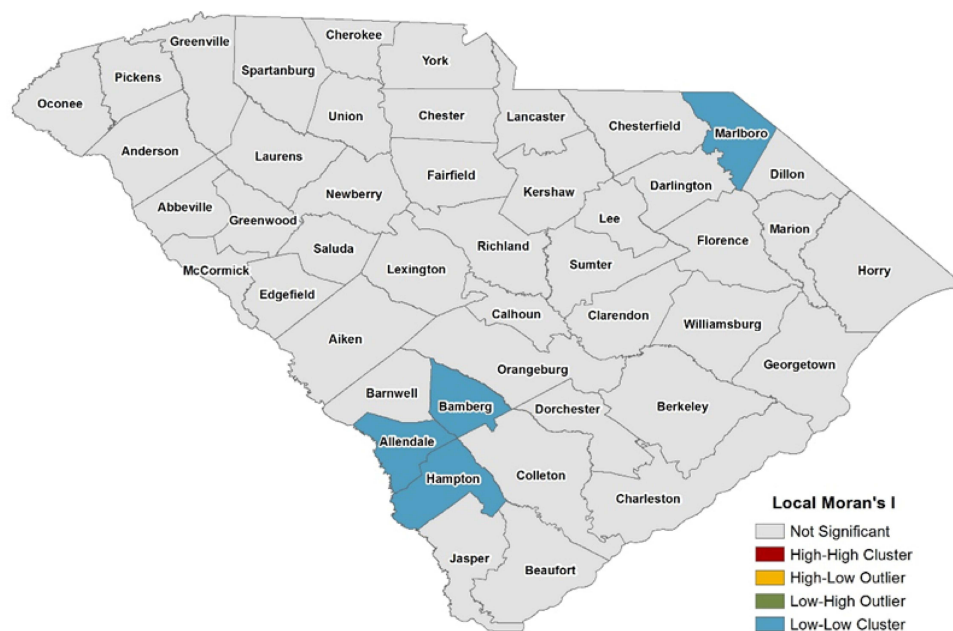 Cherokee
Greenville
York
Spartanburg
Pickens
Oconee
Union
Chester
Lancaster
Chesterfield
Marlboro
Anderson
Laurens
Fairfield
Dillon
Newberry
Kershaw
Darlington
Abbeville
Greenwood
Lee
Marion
Saluda
Richland
Florence
McCormick
Lexington
Sumter
Horry
Edgefield
Calhoun
Clarendon
Williamsburg
Aiken
Georgetown
Orangeburg
Barnwell
Bamberg
Dorchester
Berkeley
Allendale
Hampton
Colleton
Charleston
Jasper
Beaufort
Local Moran's I
Not Significant
High-High Cluster
High-Low Outlier
Low-High Outlier
Low-Low Cluster